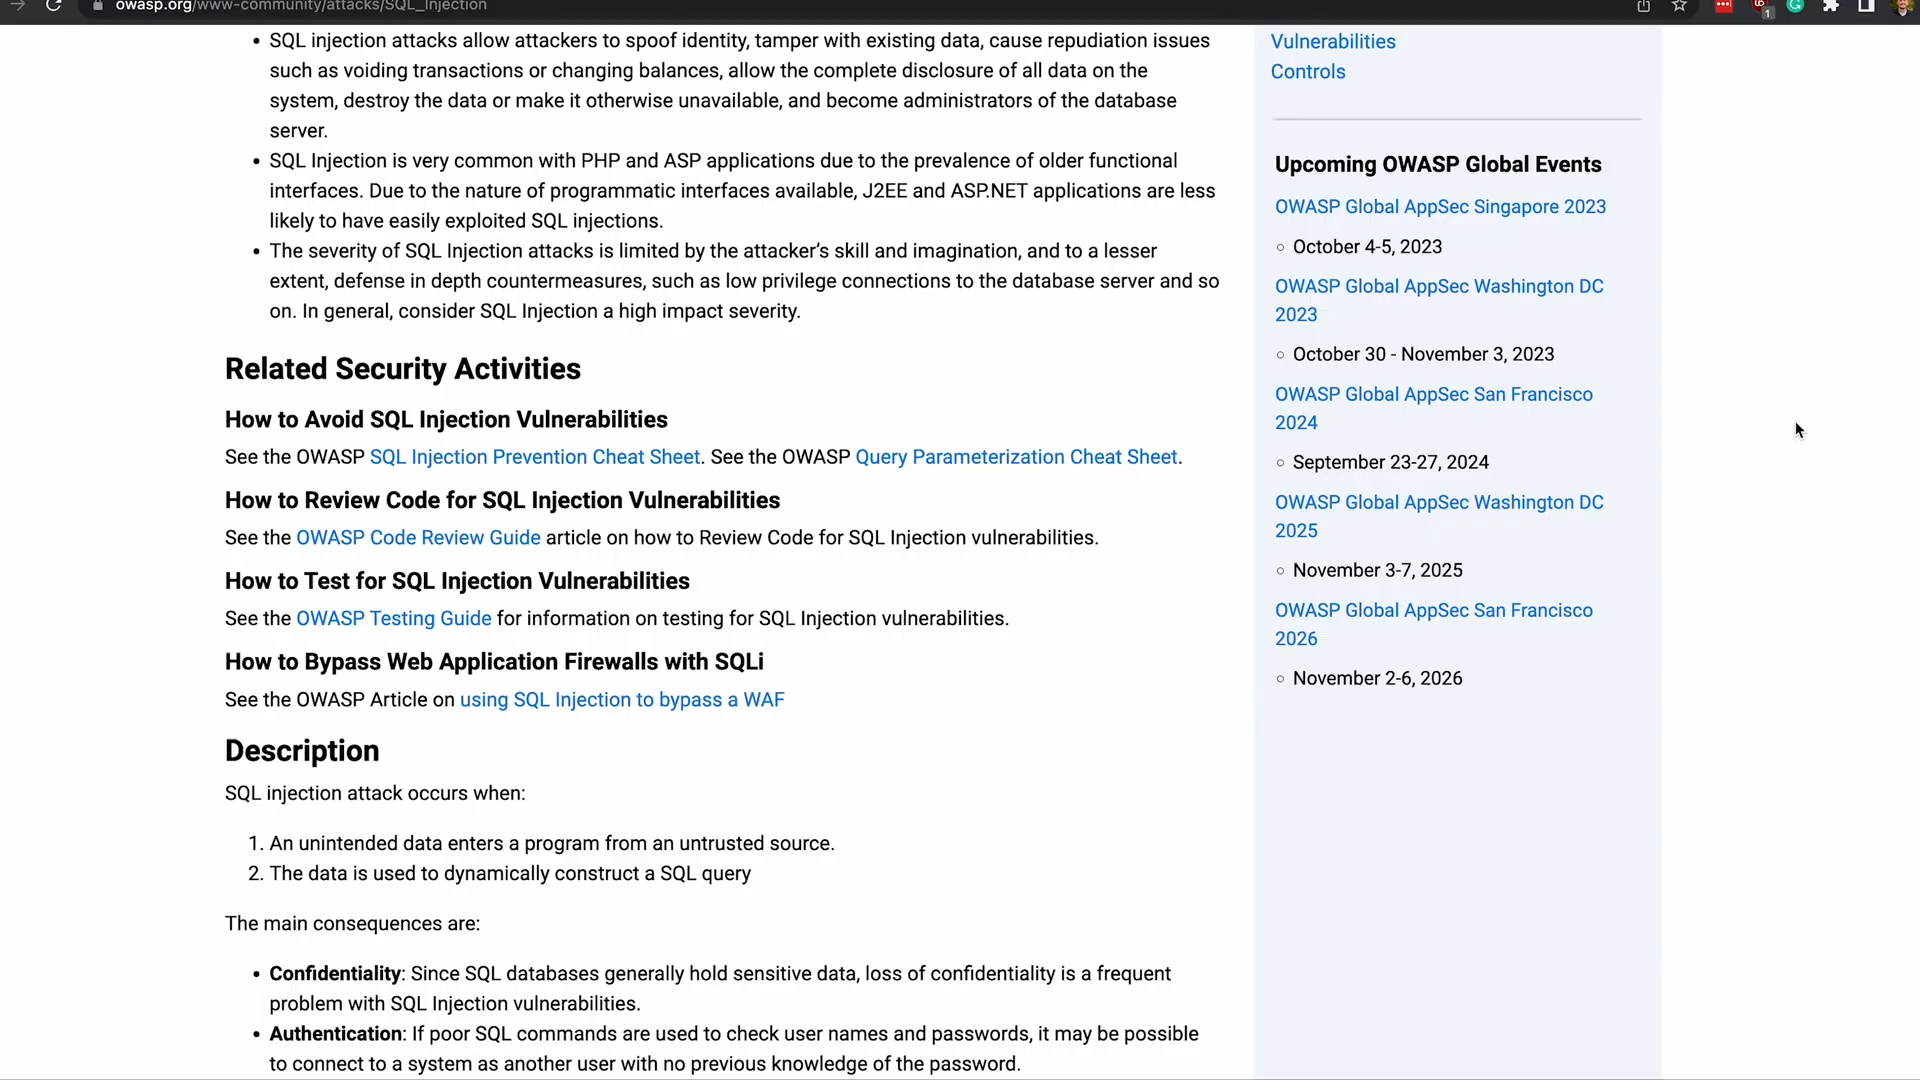 owasp.org/www-community/attacks/SQL_Injection
1
• SQL injection attacks allow attackers to spoof identity, tamper with existing data, cause repudiation issues
such as voiding transactions or changing balances, allow the complete disclosure of all data on the
system, destroy the data or make it otherwise unavailable, and become administrators of the database
server.
• SQL Injection is very common with PHP and ASP applications due to the prevalence of older functional
interfaces. Due to the nature of programmatic interfaces available, J2EE and ASP.NET applications are less
likely to have easily exploited SQL injections.
• The severity of SQL Injection attacks is limited by the attacker’s skill and imagination, and to a lesser
extent, defense in depth countermeasures, such as low privilege connections to the database server and so
on. In general, consider SQL Injection a high impact severity.
Related Security Activities
How to Avoid SQL Injection Vulnerabilities
See the OWASP SQL Injection Prevention Cheat Sheet. See the OWASP Query Parameterization Cheat Sheet.
How to Review Code for SQL Injection Vulnerabilities
See the OWASP Code Review Guide article on how to Review Code for SQL Injection vulnerabilities.
How to Test for SQL Injection Vulnerabilities
See the OWASP Testing Guide for information on testing for SQL Injection vulnerabilities.
How to Bypass Web Application Firewalls with SQLi
See the OWASP Article on using SQL Injection to bypass a WAF
Description
SQL injection attack occurs when:
1. An unintended data enters a program from an untrusted source.
2. The data is used to dynamically construct a SQL query
The main consequences are:
• Confidentiality: Since SQL databases generally hold sensitive data, loss of confidentiality is a frequent
problem with SQL Injection vulnerabilities.
• Authentication: If poor SQL commands are used to check user names and passwords, it may be possible
to connect to a system as another user with no previous knowledge of the password.
Vulnerabilities
Controls
Upcoming OWASP Global Events
OWASP Global AppSec Singapore 2023
◦ October 4-5, 2023
OWASP Global AppSec Washington DC
2023
◦ October 30 - November 3, 2023
OWASP Global AppSec San Francisco
2024
◦ September 23-27, 2024
OWASP Global AppSec Washington DC
2025
◦ November 3-7, 2025
OWASP Global AppSec San Francisco
2026
◦ November 2-6, 2026